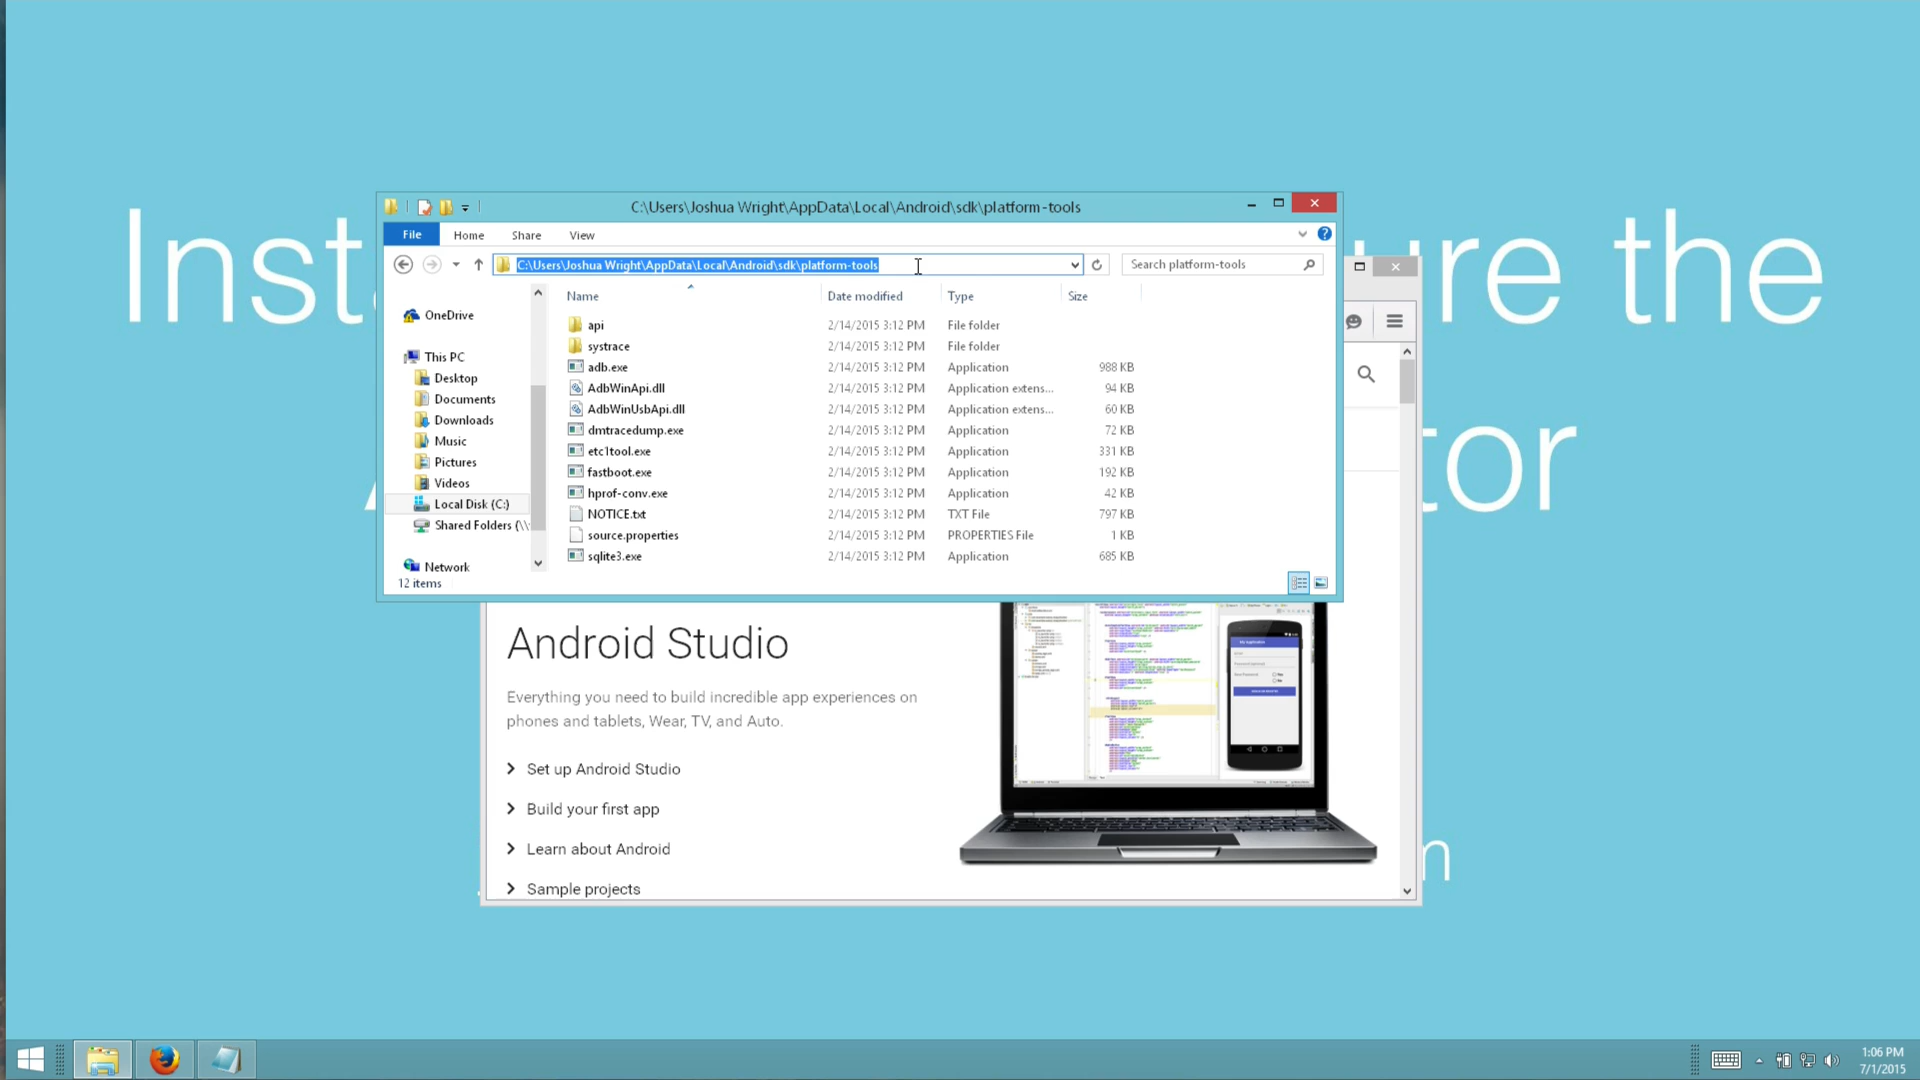 Inst
ure the
tor
m
C:\Users\Joshua Wright\AppData\Local\Android\sdk\platform-tools
File Home Share View
C:\Users\Joshua Wright\AppData\Local\Android\sdk\platform-tools
Search platform-tools
Name Date modified Type Size
OneDrive
This PC
Desktop
Documents
Downloads
Music
Pictures
Videos
Local Disk (C:)
Shared Folders (\\
Network
api 2/14/2015 3:12 PM File folder
systrace 2/14/2015 3:12 PM File folder
adb.exe 2/14/2015 3:12 PM Application 988 KB
AdbWinApi.dll 2/14/2015 3:12 PM Application extens... 94 KB
AdbWinUsbApi.dll 2/14/2015 3:12 PM Application extens... 60 KB
dmtracedump.exe 2/14/2015 3:12 PM Application 72 KB
etc1tool.exe 2/14/2015 3:12 PM Application 331 KB
fastboot.exe 2/14/2015 3:12 PM Application 192 KB
hprof-conv.exe 2/14/2015 3:12 PM Application 42 KB
NOTICE.txt 2/14/2015 3:12 PM TXT File 797 KB
source.properties 2/14/2015 3:12 PM PROPERTIES File 1 KB
sqlite3.exe 2/14/2015 3:12 PM Application 685 KB
12 items
Android Studio
Everything you need to build incredible app experiences on
phones and tablets, Wear, TV, and Auto.
Set up Android Studio
Build your first app
Learn about Android
Sample projects
1:06 PM
7/1/2015